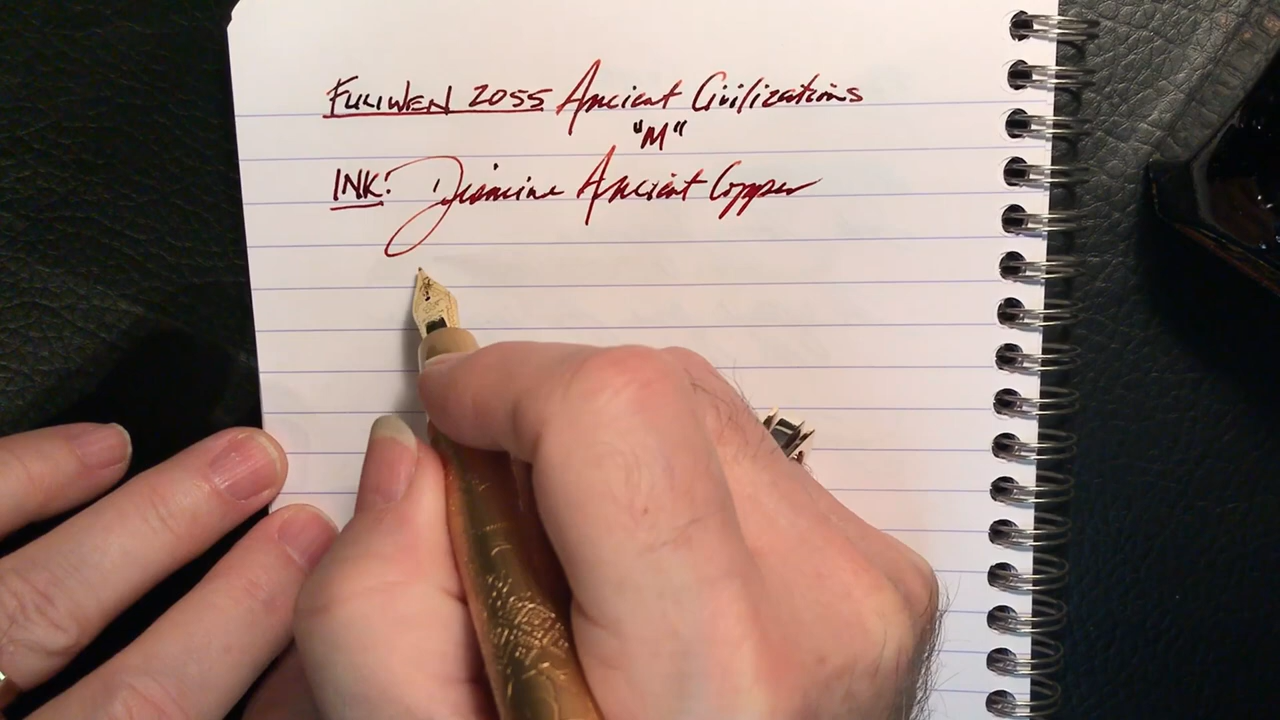 FULIWEN 2055 Ancient Civilizations
"M"
INK: Diamine Ancient Copper